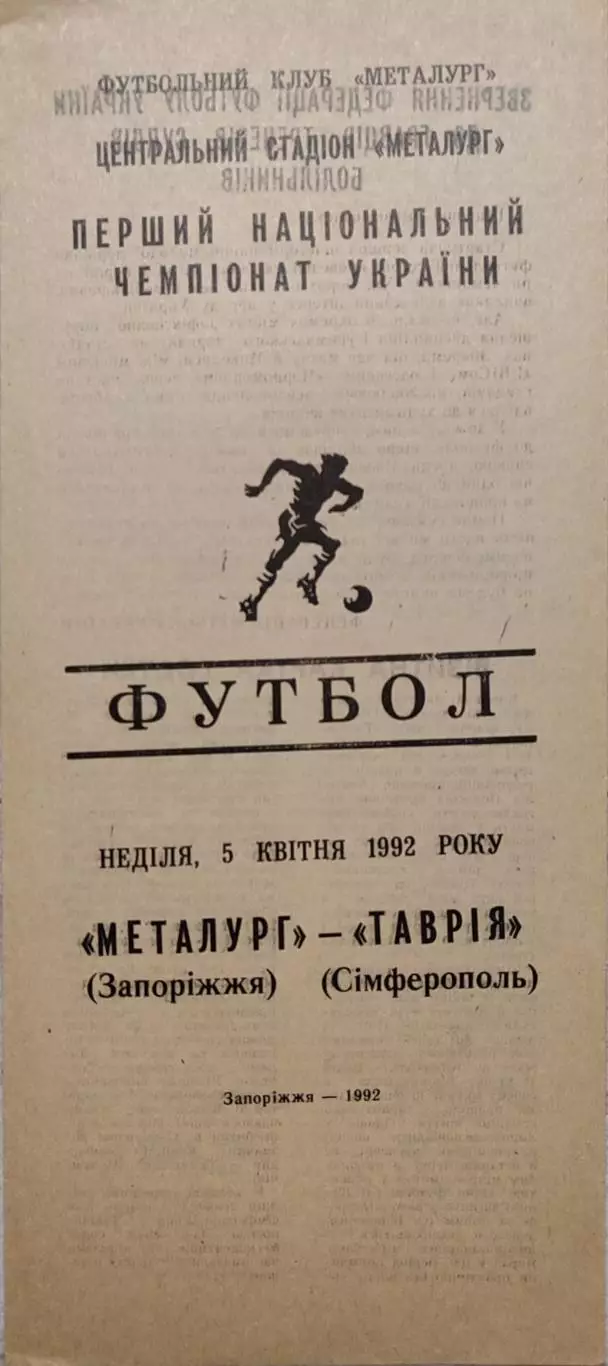 ФУТБОЛЬНИЙ КЛУБ «МЕТАЛУРГ»
ЦЕНТРАЛЬНИЙ СТАДІОН «МЕТАЛУРГ»
ПЕРШИЙ НАЦІОНАЛЬНИЙ
ЧЕМПІОНАТ УКРАЇНИ
ФУТБОЛ
НЕДІЛЯ, 5 КВІТНЯ 1992 РОКУ
«МЕТАЛУРГ» — «ТАВРІЯ»
(Запоріжжя) (Сімферополь)
Запоріжжя — 1992